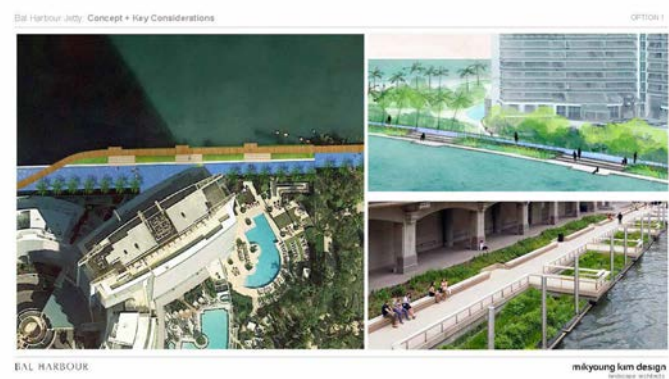 Bal Harbour Jetty: Concept + Key Considerations
OPTION 1
BAL HARBOUR
mikyoung kim design
landscape architects